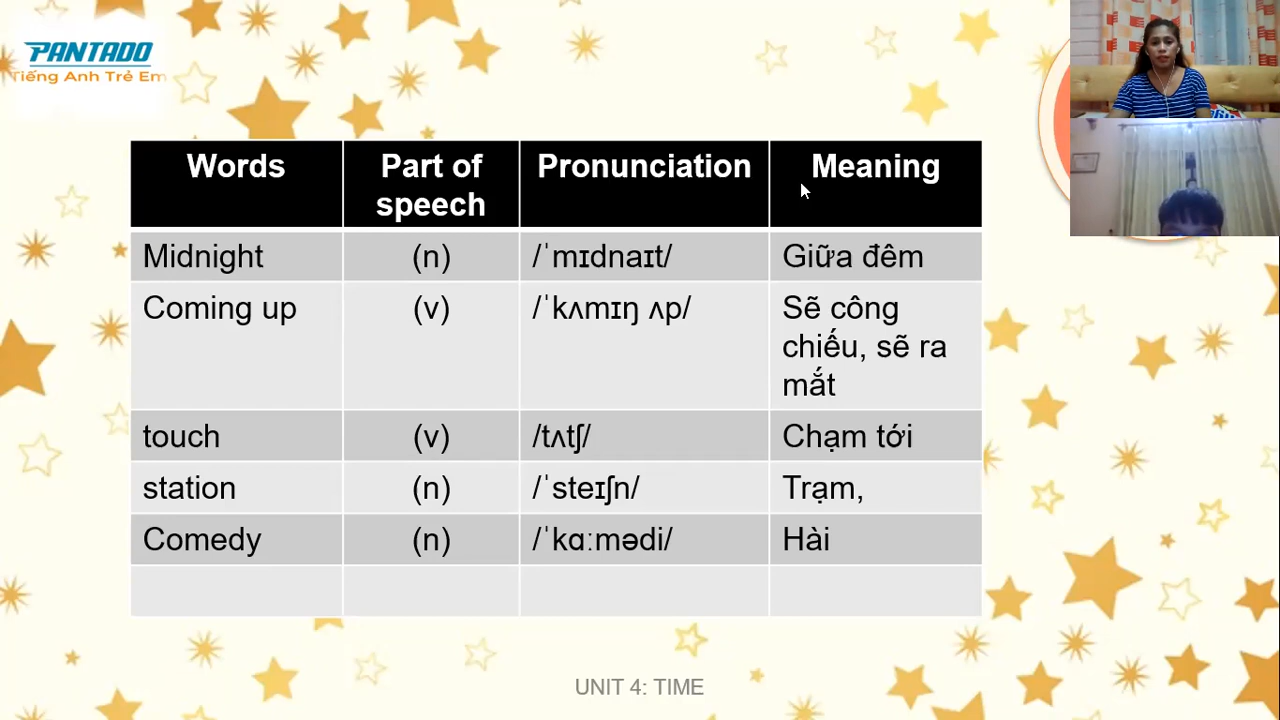 PANTADO
Tiếng Anh Trẻ Em
Words
Part of speech
Pronunciation
Meaning
Midnight
(n)
/ˈmɪdnaɪt/
Giữa đêm
Coming up
(v)
/ˈkʌmɪŋ ʌp/
Sẽ công
chiếu, sẽ ra
mắt
touch
(v)
/tʌtʃ/
Chạm tới
station
(n)
/ˈsteɪʃn/
Trạm,
Comedy
(n)
/ˈkɑːmədi/
Hài
UNIT 4: TIME